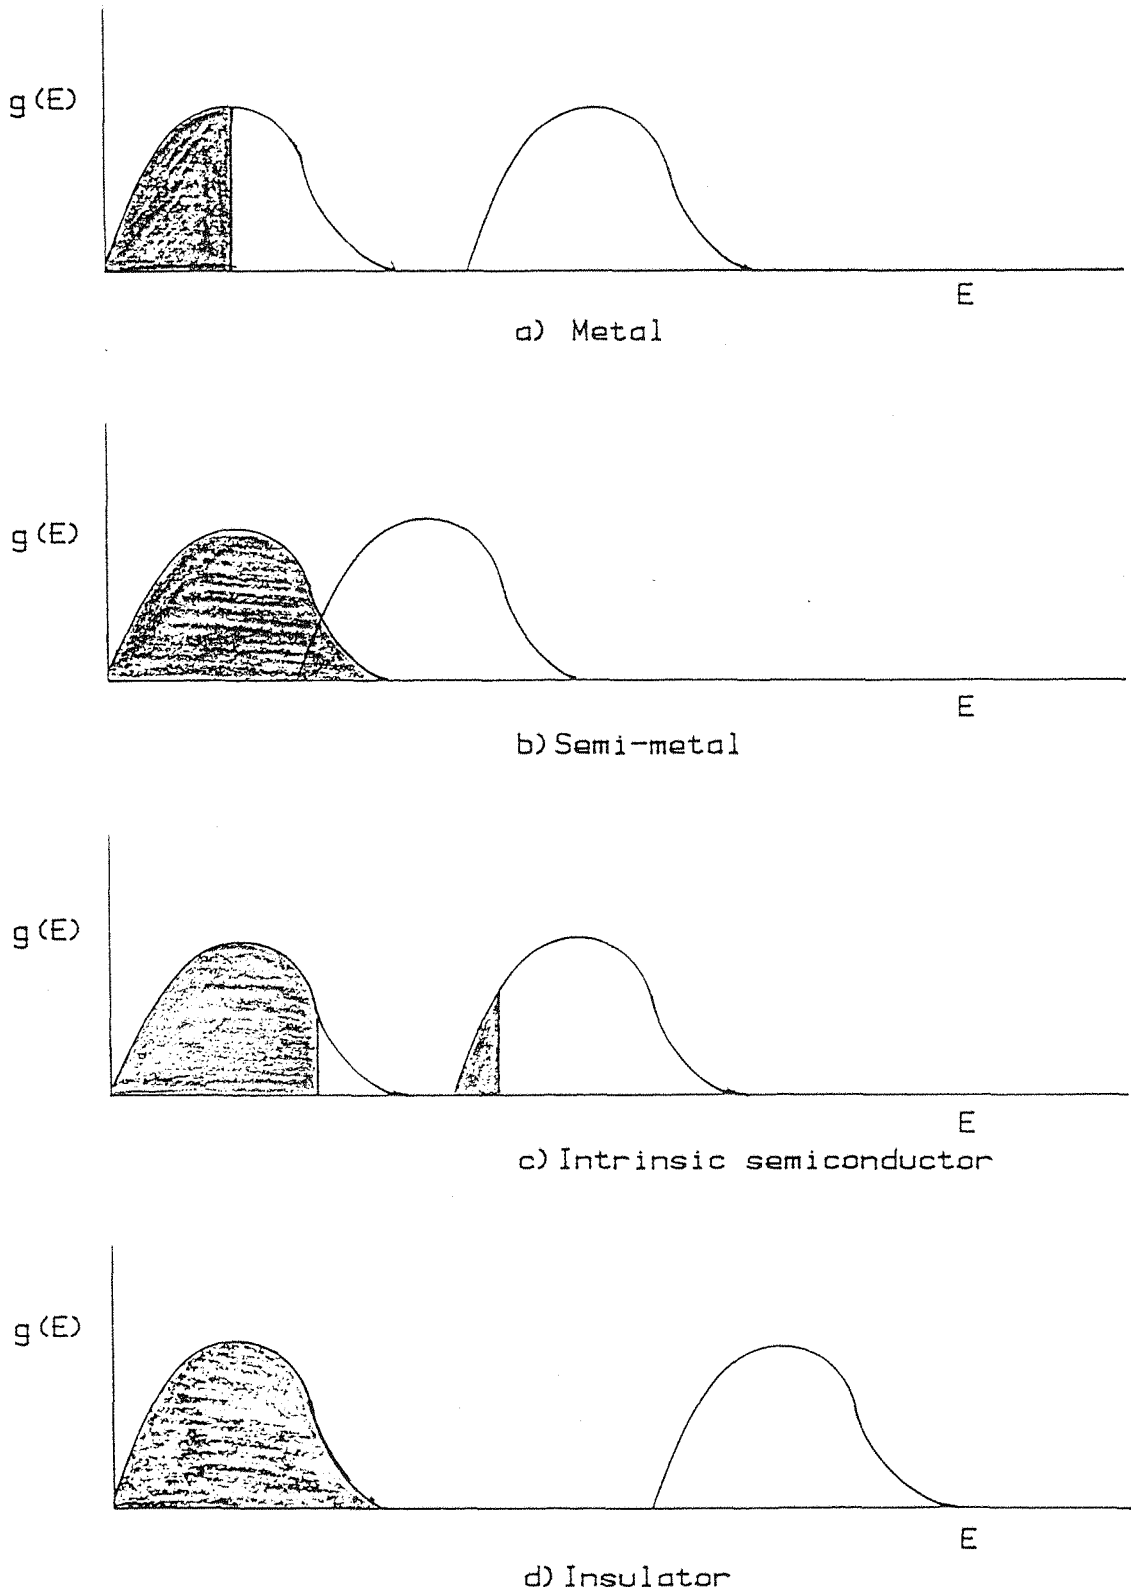 g(E)
E
a) Metal
g(E)
E
b) Semi-metal
g(E)
E
c) Intrinsic semiconductor
g(E)
E
d) Insulator